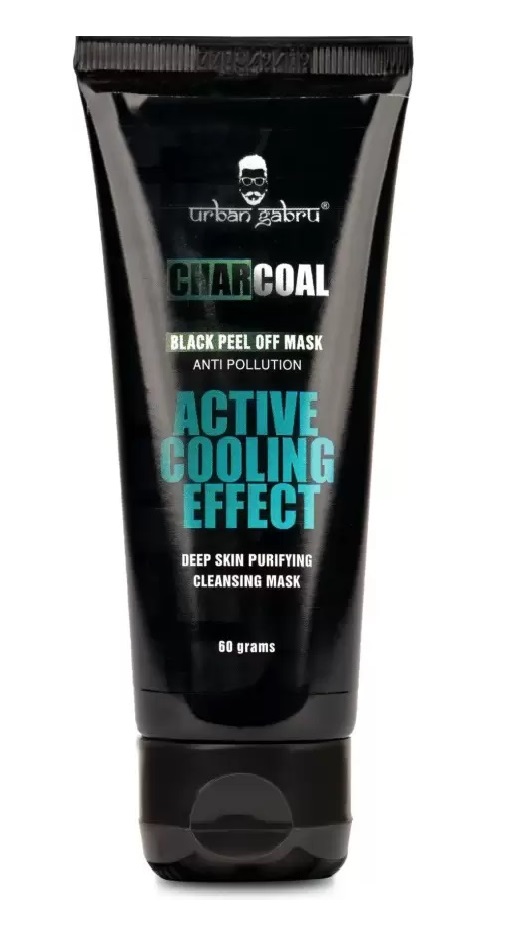 urban gabru®
CHARCOAL
BLACK PEEL OFF MASK
ANTI POLLUTION
ACTIVE
COOLING
EFFECT
DEEP SKIN PURIFYING
CLEANSING MASK
60 grams